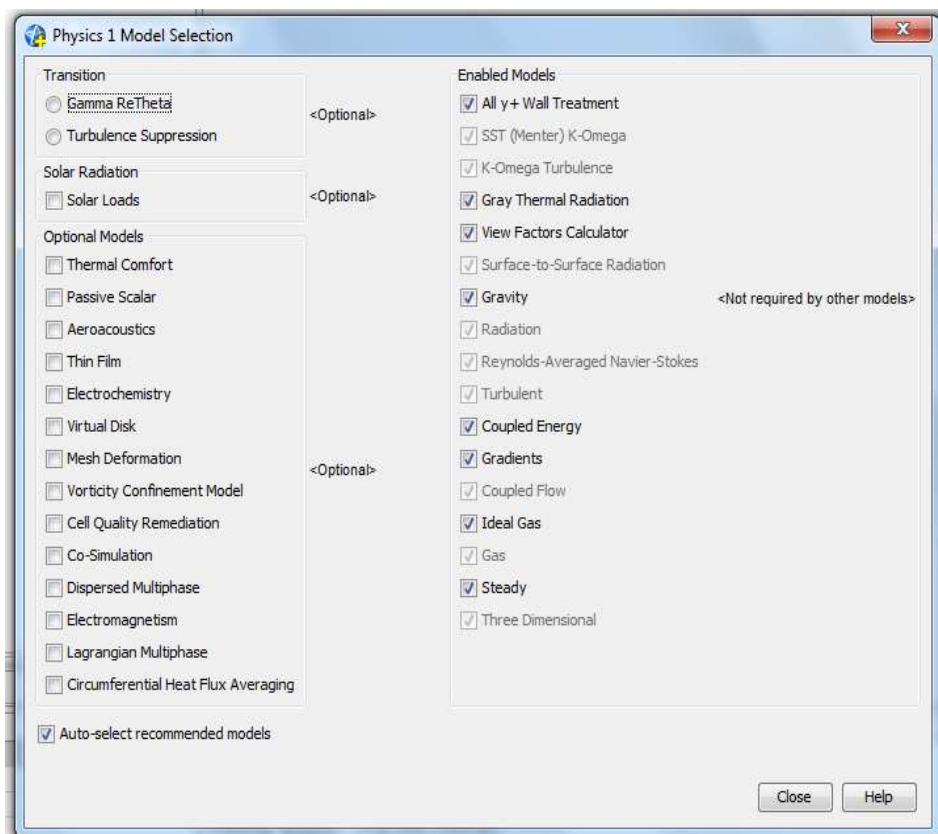 Physics 1 Model Selection
Transition
Gamma ReTheta
Turbulence Suppression
<Optional>
Solar Radiation
Solar Loads
<Optional>
Optional Models
Thermal Comfort
Passive Scalar
Aeroacoustics
Thin Film
Electrochemistry
Virtual Disk
Mesh Deformation
Vorticity Confinement Model
Cell Quality Remediation
Co-Simulation
Dispersed Multiphase
Electromagnetism
Lagrangian Multiphase
Circumferential Heat Flux Averaging
<Optional>
Auto-select recommended models
Enabled Models
All y+ Wall Treatment
SST (Menter) K-Omega
K-Omega Turbulence
Gray Thermal Radiation
View Factors Calculator
Surface-to-Surface Radiation
Gravity <Not required by other models>
Radiation
Reynolds-Averaged Navier-Stokes
Turbulent
Coupled Energy
Gradients
Coupled Flow
Ideal Gas
Gas
Steady
Three Dimensional
Close Help